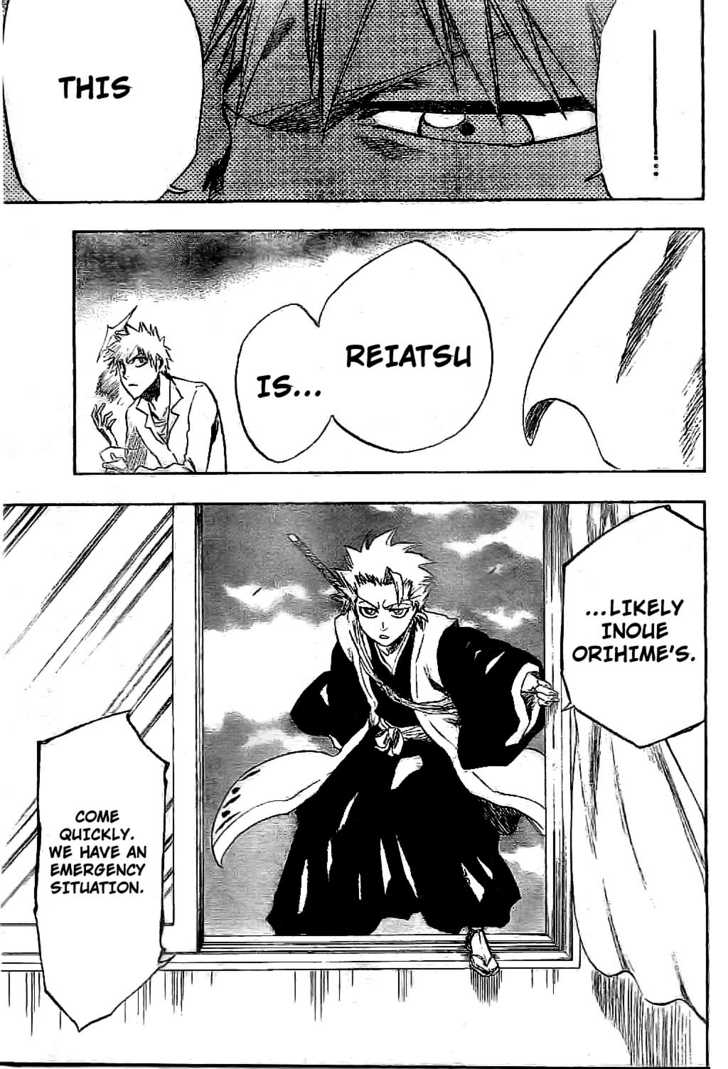 THIS
REIATSU
IS...
...LIKELY
INOUE
ORIHIME'S.
COME
QUICKLY.
WE HAVE AN
EMERGENCY
SITUATION.